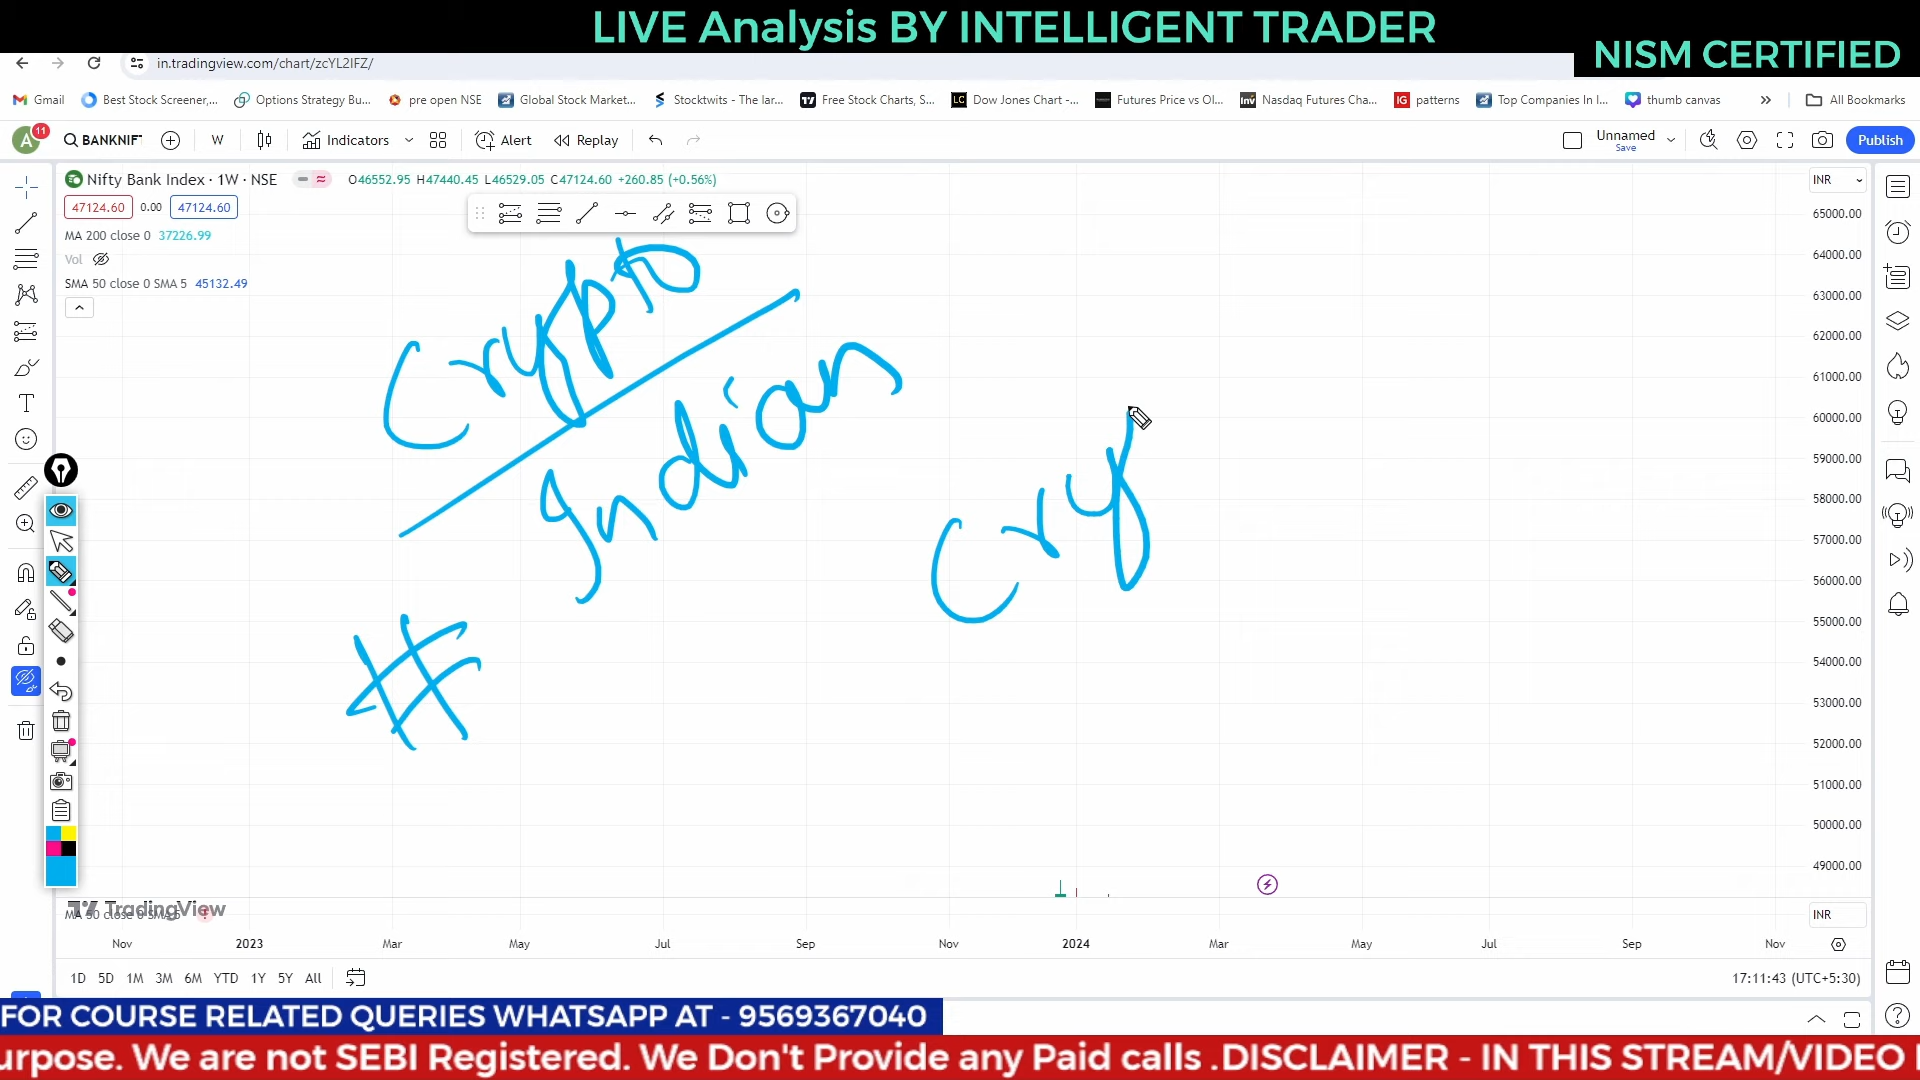 LIVE Analysis BY INTELLIGENT TRADER
NISM CERTIFIED
in.tradingview.com/chart/zcYL2IFZ/
Gmail Best Stock Screener,... Options Strategy Bu... pre open NSE Global Stock Market... Stocktwits - The lar... Free Stock Charts, S... Dow Jones Chart -... Futures Price vs Ol... Nasdaq Futures Cha... IG patterns Top Companies In I... thumb canvas » All Bookmarks
A 11 BANKNIF W Indicators Alert Replay Unnamed Save Publish
Nifty Bank Index · 1W · NSE O46552.95 H47440.45 L46529.05 C47124.60 +260.85 (+0.56%)
47124.60 0.00 47124.60
MA 200 close 0 37226.99
Vol
SMA 50 close 0 SMA 5 45132.49
INR
65000.00
64000.00
63000.00
62000.00
61000.00
60000.00
59000.00
58000.00
57000.00
56000.00
55000.00
54000.00
53000.00
52000.00
51000.00
50000.00
49000.00
INR
Crypto
Indian
#
Cry
TradingView
MA 50 close 0 SMA 5
Nov 2023 Mar May Jul Sep Nov 2024 Mar May Jul Sep Nov
1D 5D 1M 3M 6M YTD 1Y 5Y All 17:11:43 (UTC+5:30)
FOR COURSE RELATED QUERIES WHATSAPP AT - 9569367040
urpose. We are not SEBI Registered. We Don't Provide any Paid calls .DISCLAIMER - IN THIS STREAM/VIDEO